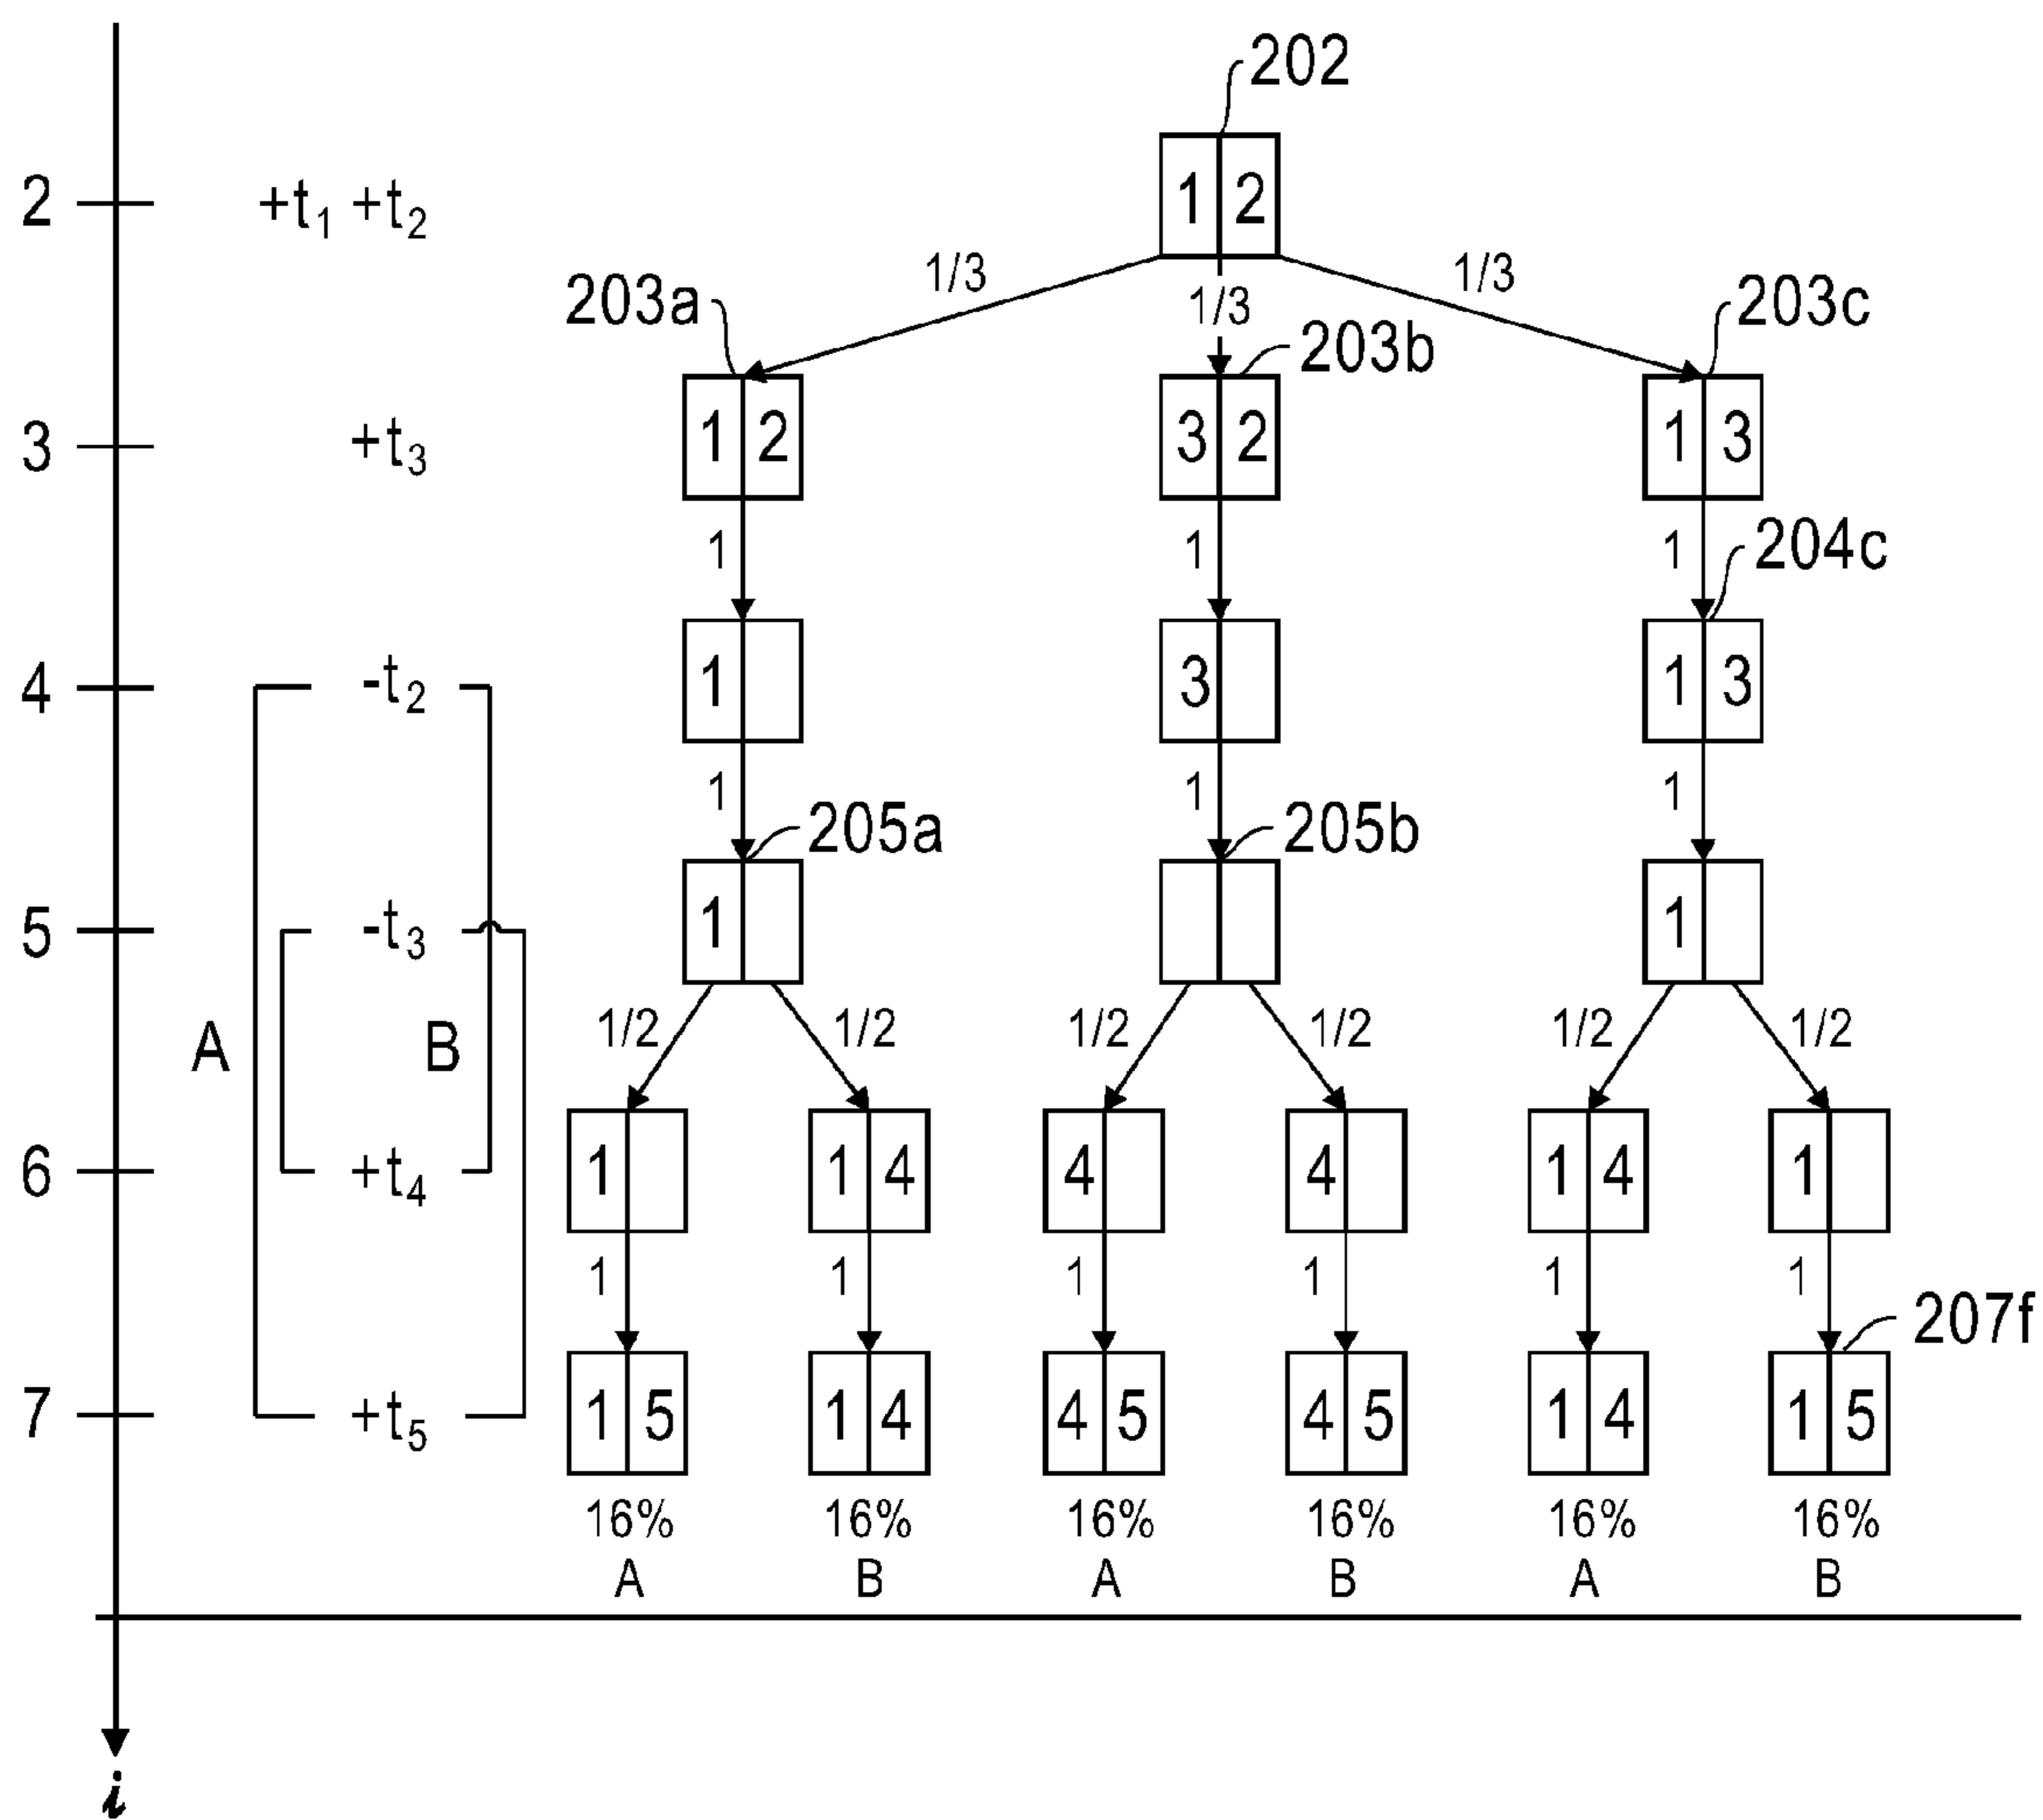 202
2 +t1 +t2 1 2
1/3 1/3 1/3
203a 203b 203c
3 +t3 1 2 3 2 1 3
1 1 1 204c
4 -t2 1 3 1 3
1 1 1
205a 205b
5 -t3 1 1
A B 1/2 1/2 1/2 1/2 1/2 1/2
6 +t4 1 1 4 4 4 1 4 1
1 1 1 1 1 1
207f
7 +t5 1 5 1 4 4 5 4 5 1 4 1 5
16% 16% 16% 16% 16% 16%
A B A B A B
i